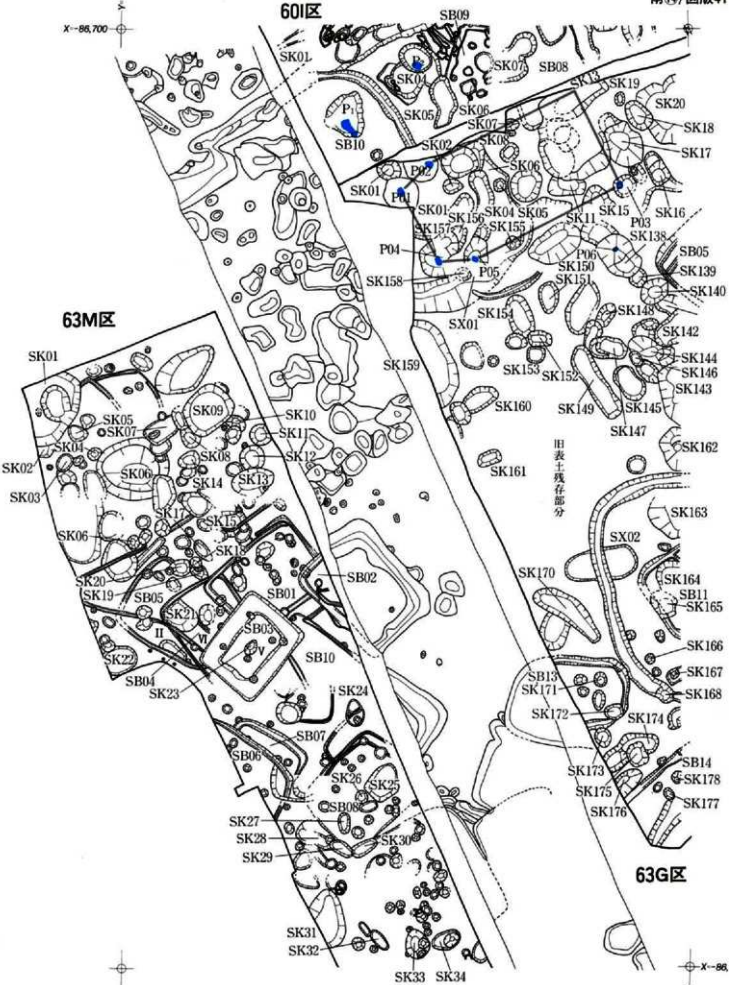 60I区
X--86,700
SB09
SK01
P2
SK04
SK07
SB08
SK13
SK19
SK05
SK06
SK20
P1
SB10
SK07
SK18
SK02
SK08
SK17
P02
SK06
SK01
P01
SK01
SK04
SK05
SK11
SK15
SK16
SK156
SK157
SK155
P03
SK138
P04
P06
SB05
SK158
P05
SK150
SK139
SK151
SK140
SX01
SK154
SK148
SK142
63M区
SK153
SK152
SK144
SK146
SK01
SK159
SK149
SK145
SK143
SK147
SK09
SK10
SK160
SK05
SK07
SK11
SK04
SK12
SK162
SK02
SK08
SK06
SK13
SK161
SK03
SK14
旧表土残存部分
SK17
SK163
SK15
SK06
SX02
SK18
SK20
SK170
SK164
SK19
SB02
SB11
SB05
SB01
SK165
SK21
II
VI
SB03
SK166
V
SK22
SB10
SB13
SK167
SB04
SK171
SK168
SK23
SK24
SK172
SK174
SB07
SK173
SB14
SB06
SK26
SK175
SK178
SK25
SK176
SK177
SB08
SK27
SK28
SK30
SK29
63G区
SK31
SK32
SK33
SK34
X--86,